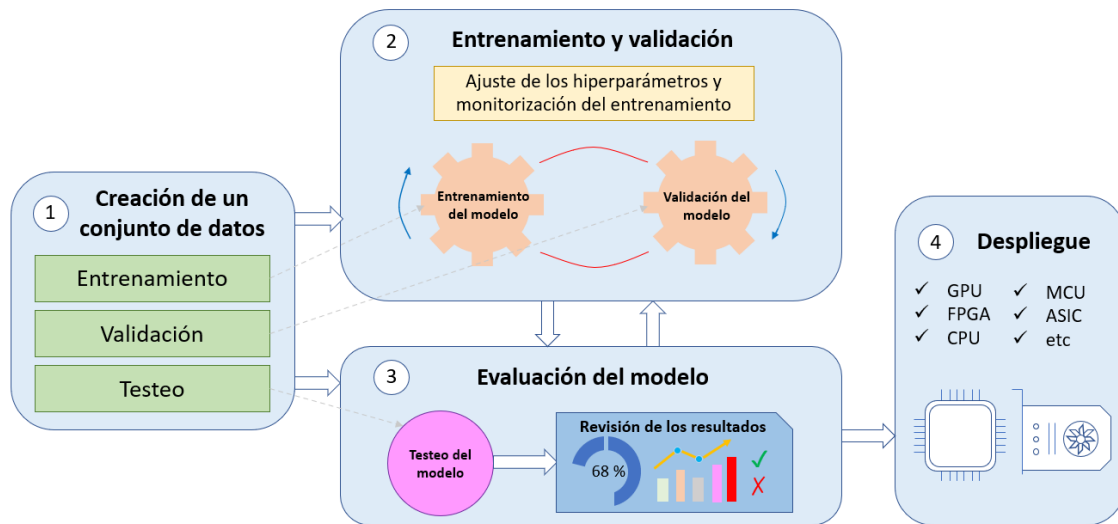 1
Creación de un
conjunto de datos
Entrenamiento
Validación
Testeo
2
Entrenamiento y validación
Ajuste de los hiperparámetros y
monitorización del entrenamiento
Entrenamiento
del modelo
Validación del
modelo
3
Evaluación del modelo
Testeo del
modelo
Revisión de los resultados
68 %
4
Despliegue
✓ GPU ✓ MCU
✓ FPGA ✓ ASIC
✓ CPU ✓ etc